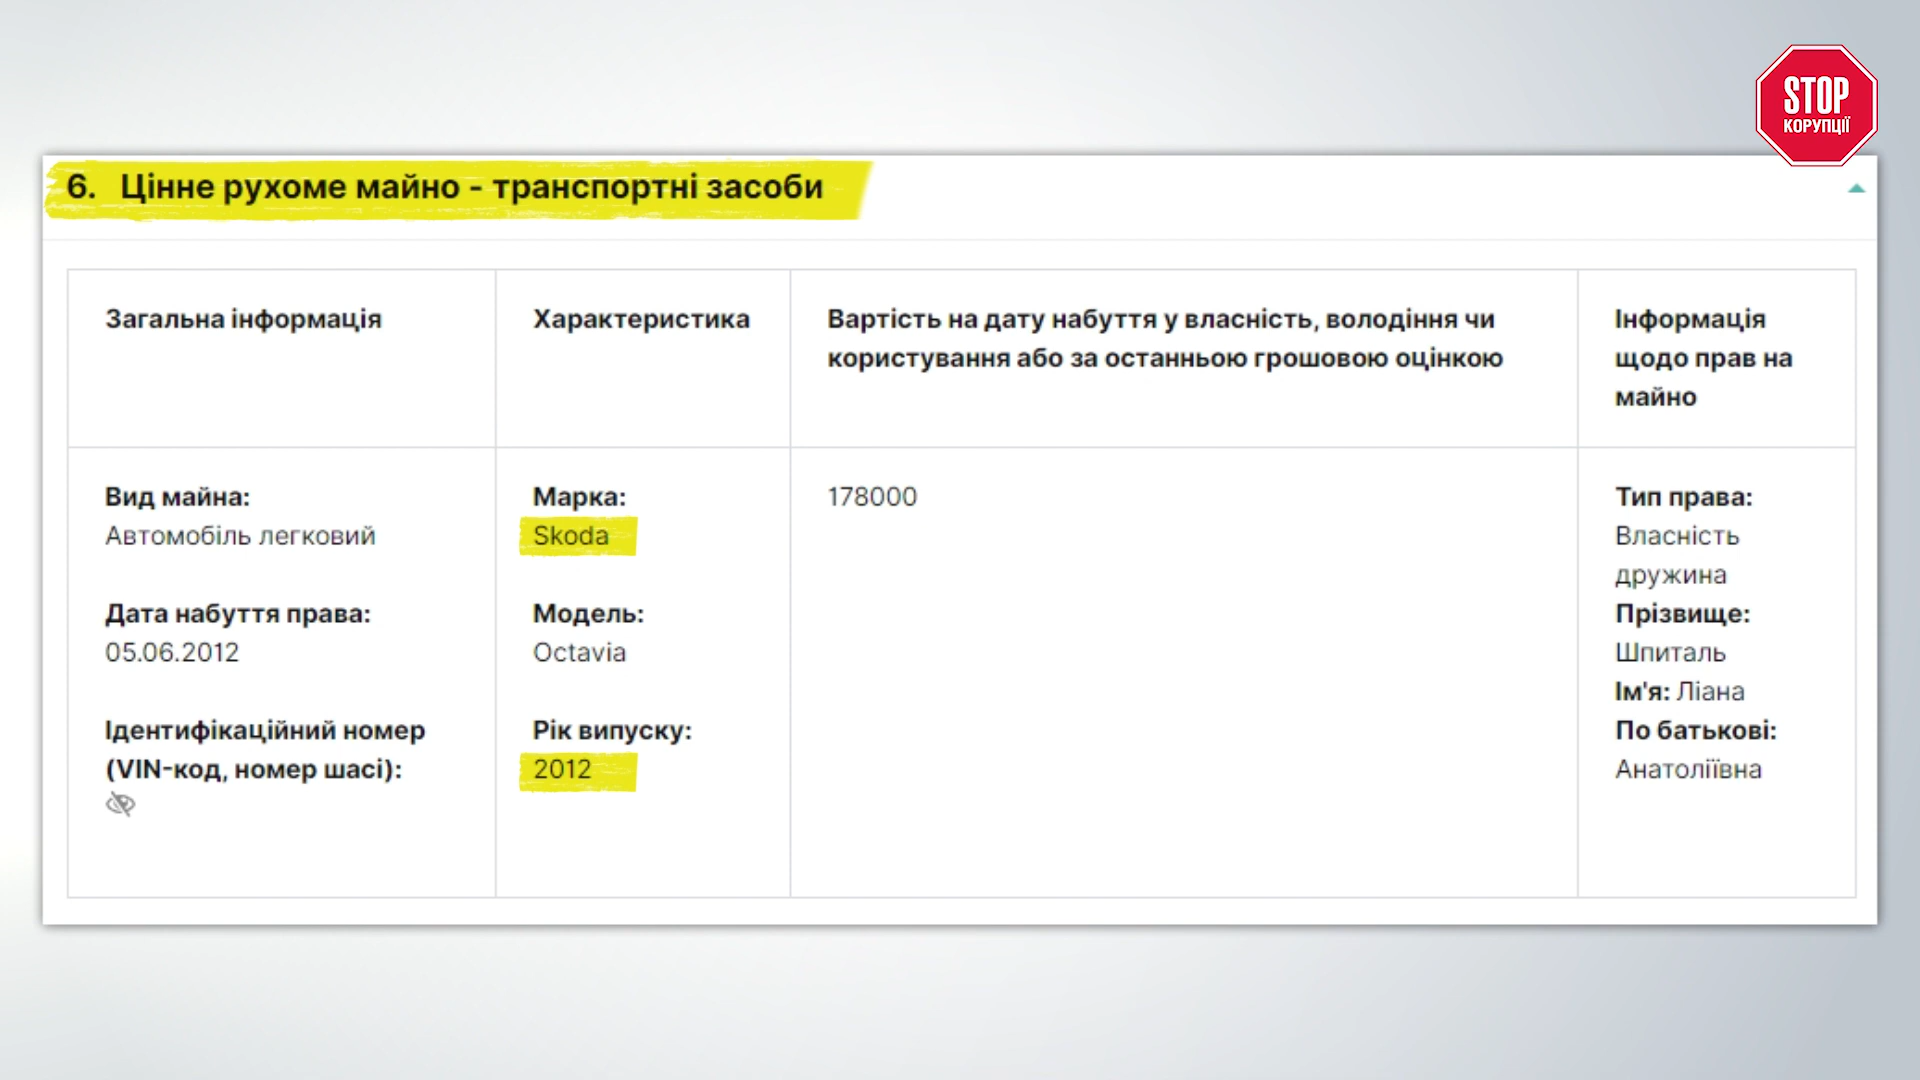 STOP
КОРУПЦІЇ
6. Цінне рухоме майно - транспортні засоби
Загальна інформація
Характеристика
Вартість на дату набуття у власність, володіння чи
користування або за останньою грошовою оцінкою
Інформація
щодо прав на
майно
Вид майна:
Автомобіль легковий
Дата набуття права:
05.06.2012
Ідентифікаційний номер
(VIN-код, номер шасі):
Марка:
Skoda
Модель:
Octavia
Рік випуску:
2012
178000
Тип права:
Власність
дружина
Прізвище:
Шпиталь
Ім'я: Ліана
По батькові:
Анатоліївна